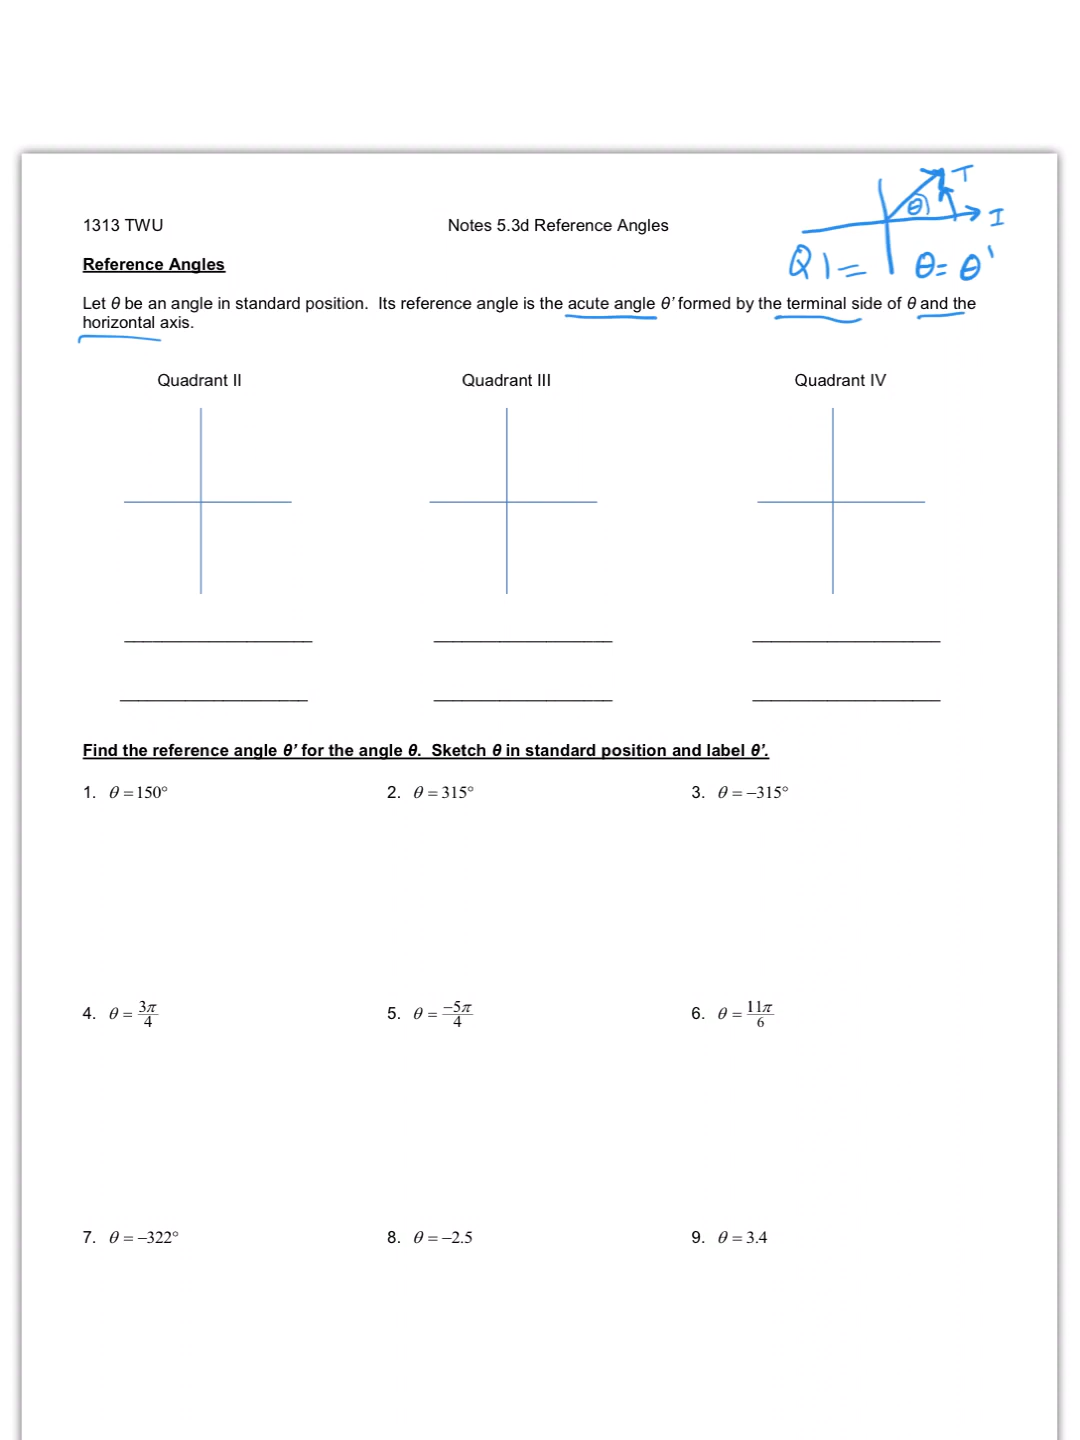 1313 TWU Notes 5.3d Reference Angles
T
θ
I
Q1= θ=θ'
Reference Angles
Let θ be an angle in standard position. Its reference angle is the acute angle θ' formed by the terminal side of θ and the
horizontal axis.
Quadrant II Quadrant III Quadrant IV
Find the reference angle θ' for the angle θ. Sketch θ in standard position and label θ'.
1. θ = 150° 2. θ = 315° 3. θ = −315°
4. θ = 3π/4 5. θ = −5π/4 6. θ = 11π/6
7. θ = −322° 8. θ = −2.5 9. θ = 3.4